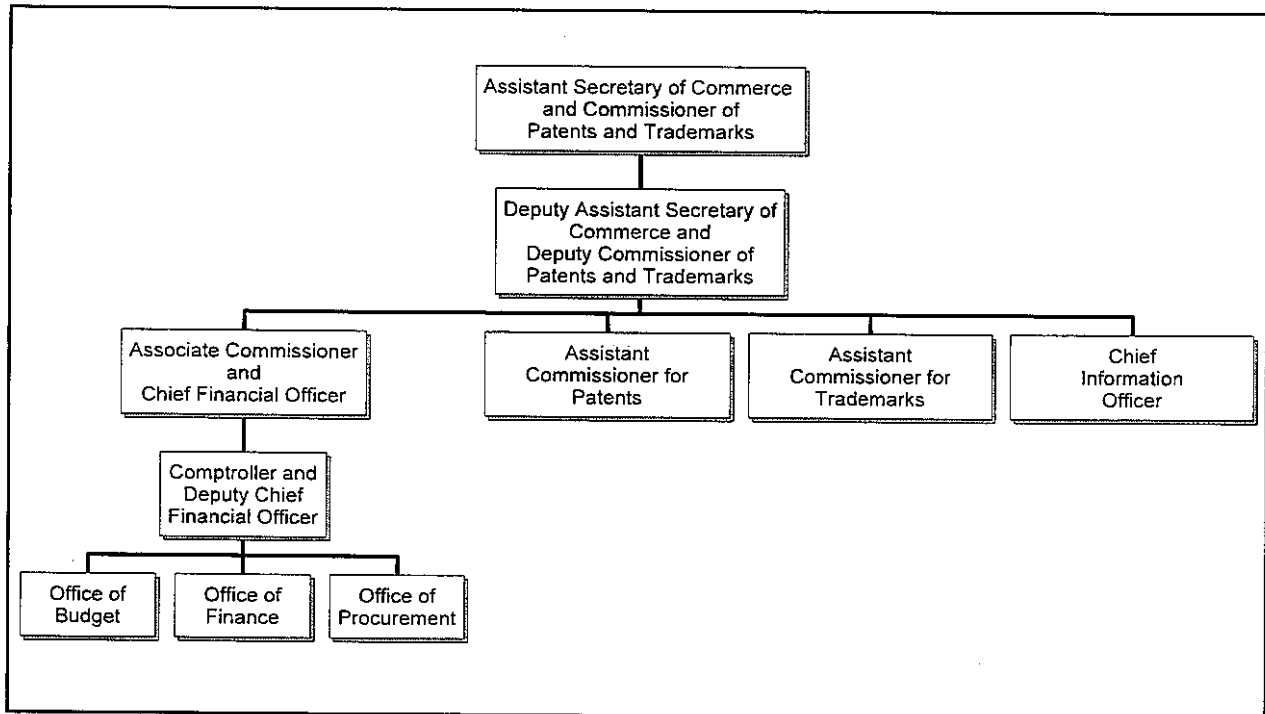 Assistant Secretary of Commerce
and Commissioner of
Patents and Trademarks
Deputy Assistant Secretary of
Commerce and
Deputy Commissioner of
Patents and Trademarks
Associate Commissioner
and
Chief Financial Officer
Assistant
Commissioner for
Patents
Assistant
Commissioner for
Trademarks
Chief
Information
Officer
Comptroller and
Deputy Chief
Financial Officer
Office of
Budget
Office of
Finance
Office of
Procurement